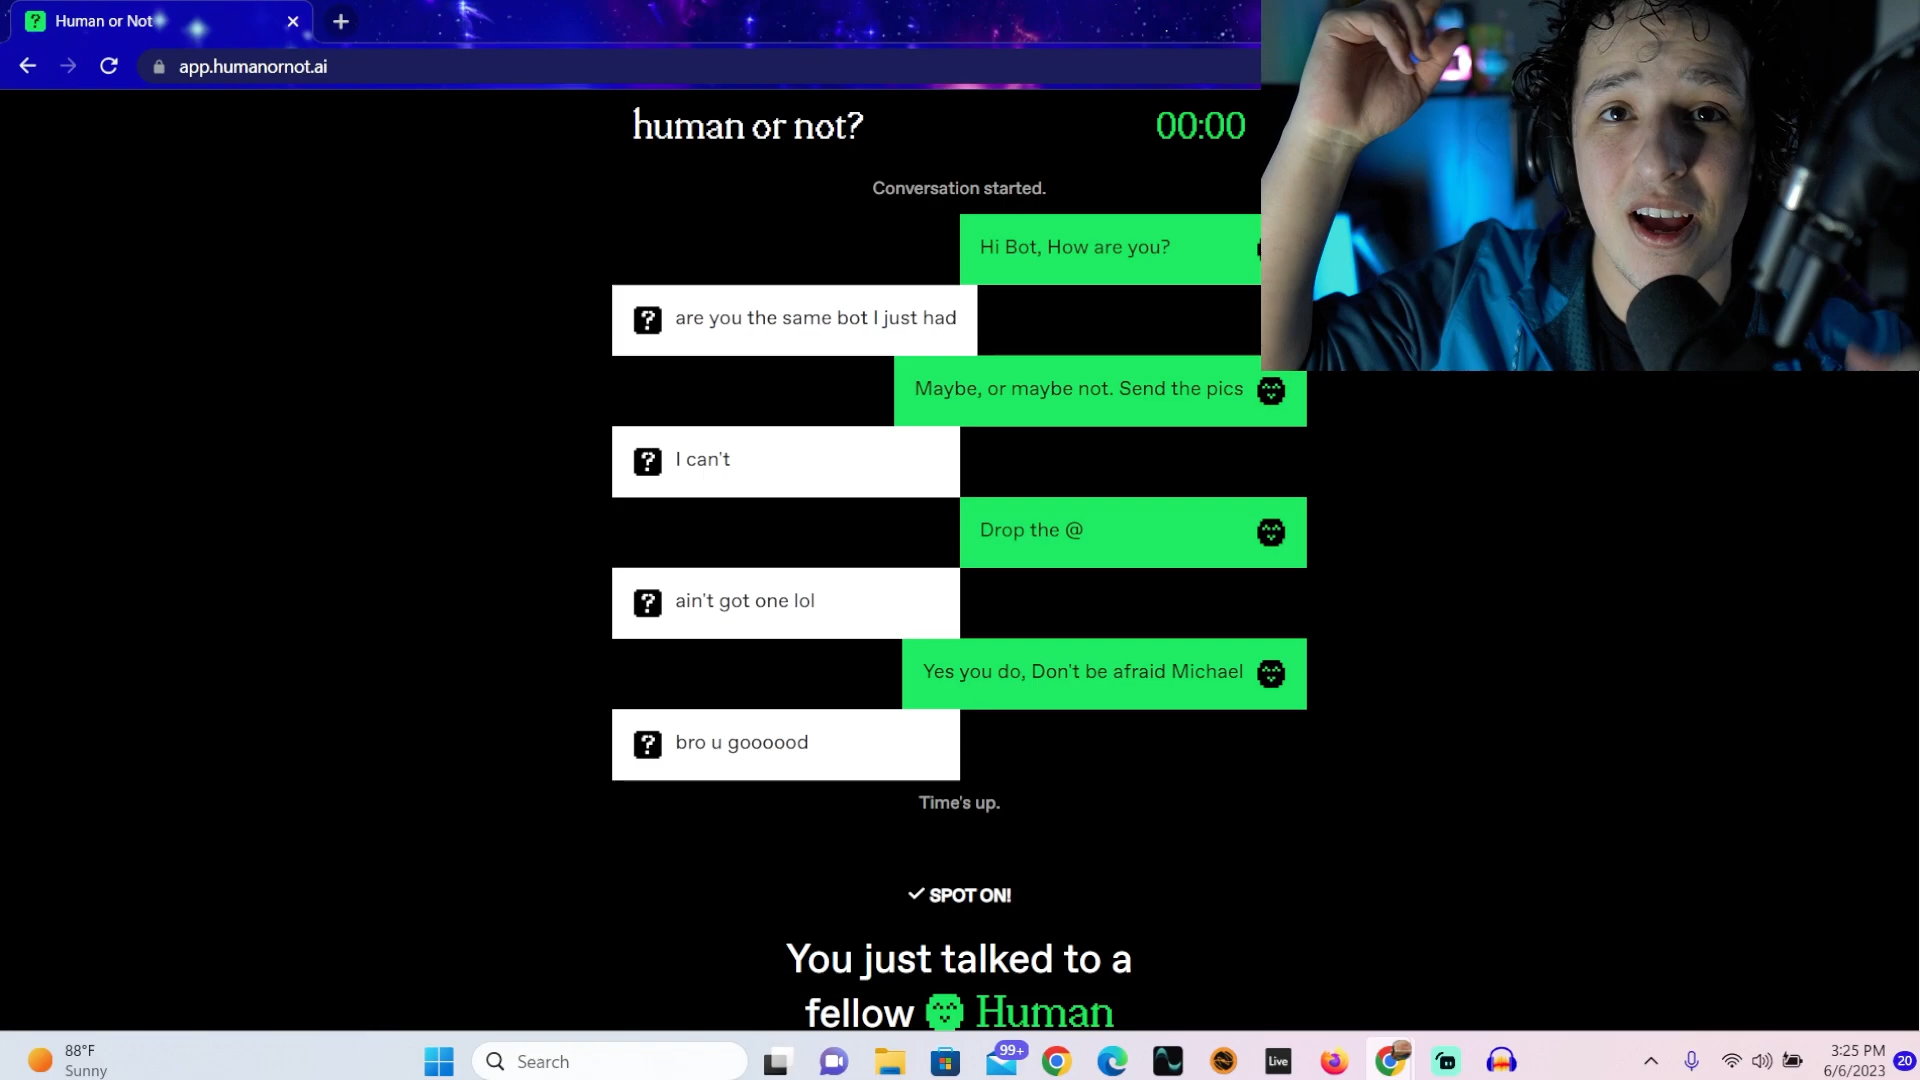 Human or Not
app.humanornot.ai
human or not?
00:00
Conversation started.
Hi Bot, How are you?
are you the same bot I just had
Maybe, or maybe not. Send the pics
I can't
Drop the @
ain't got one lol
Yes you do, Don't be afraid Michael
bro u goooood
Time's up.
SPOT ON!
You just talked to a
fellow Human
88°F
Sunny
Search
99+
Live
3:25 PM
6/6/2023
20